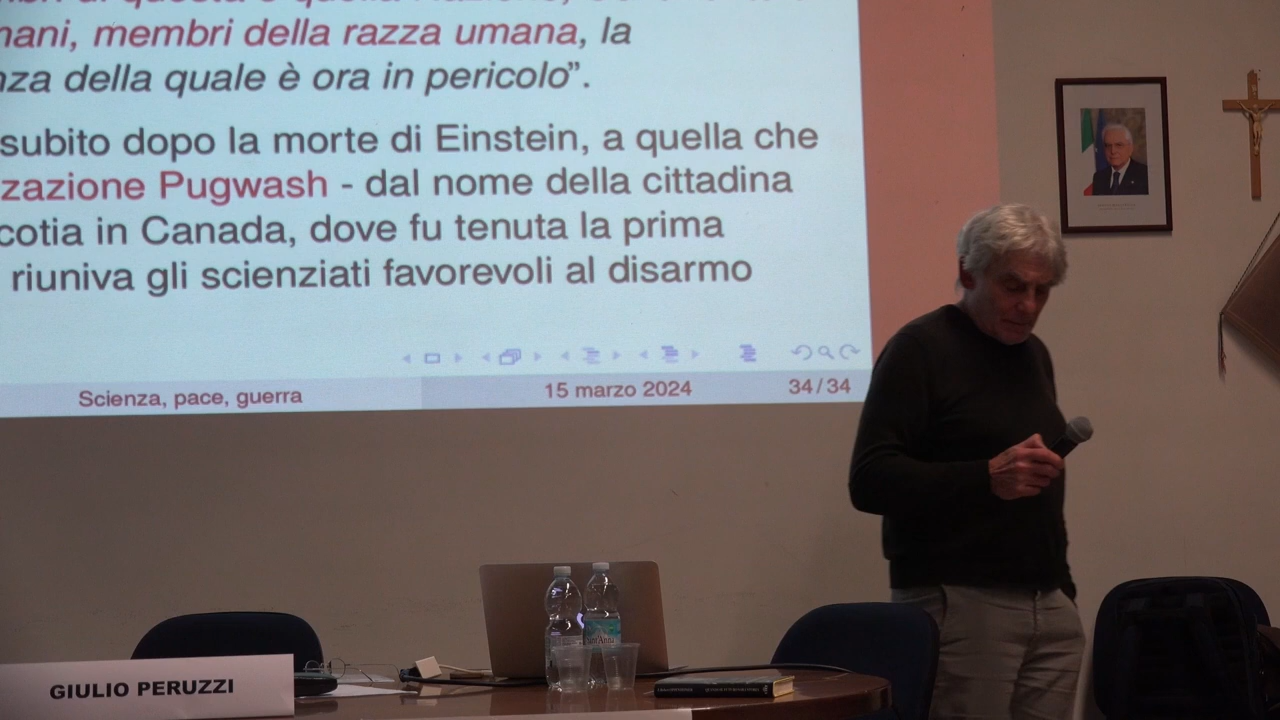 mani, membri della razza umana, la
nza della quale è ora in pericolo”.
subito dopo la morte di Einstein, a quella che
zazione Pugwash - dal nome della cittadina
cotia in Canada, dove fu tenuta la prima
riuniva gli scienziati favorevoli al disarmo
Scienza, pace, guerra
15 marzo 2024
34/34
Sant'Anna
GIULIO PERUZZI